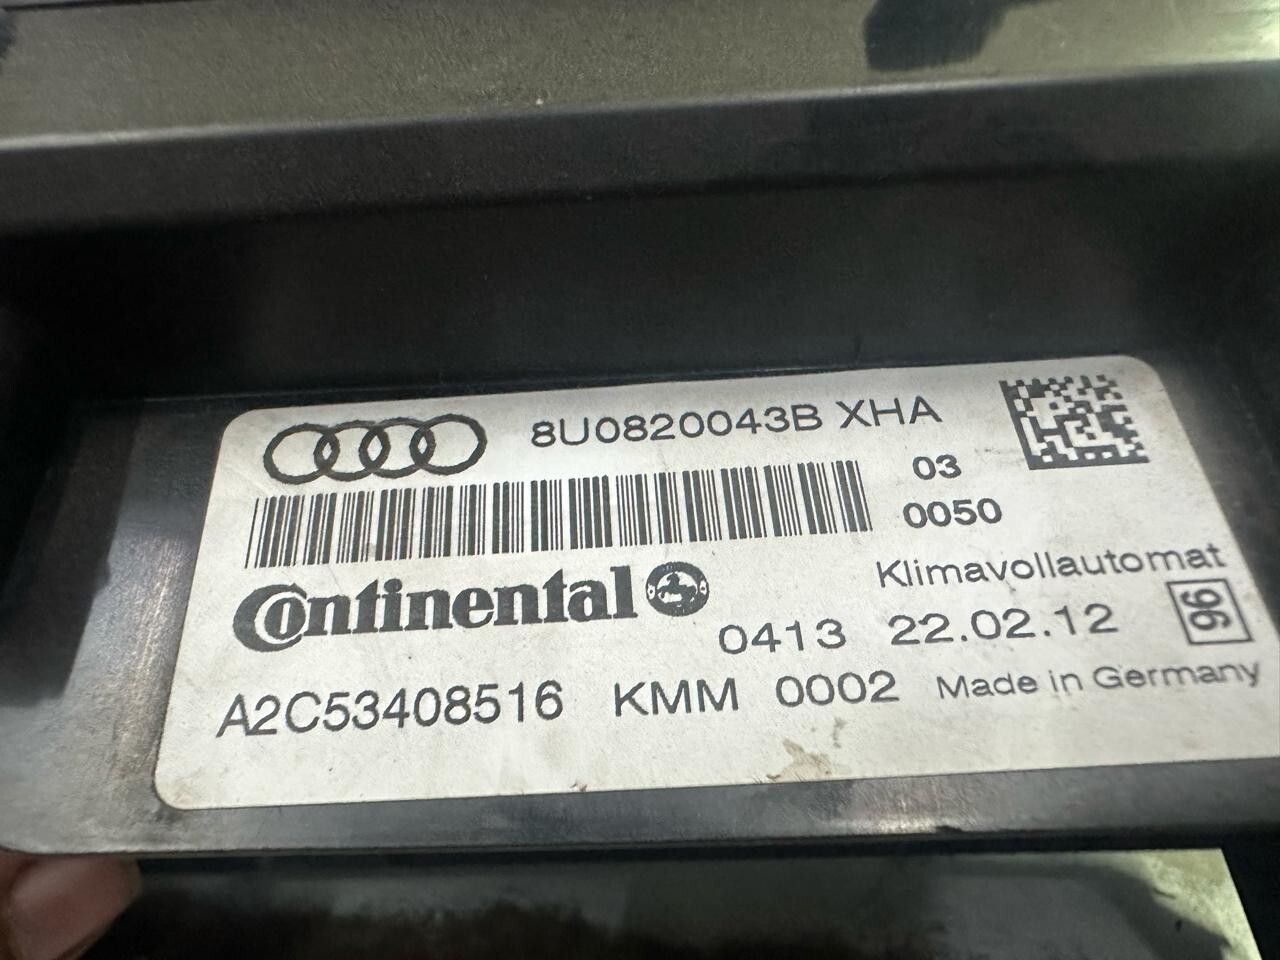 8U0820043B XHA
03
0050
Continental
Klimavollautomat
0413 22.02.12
96
A2C53408516 KMM 0002 Made in Germany